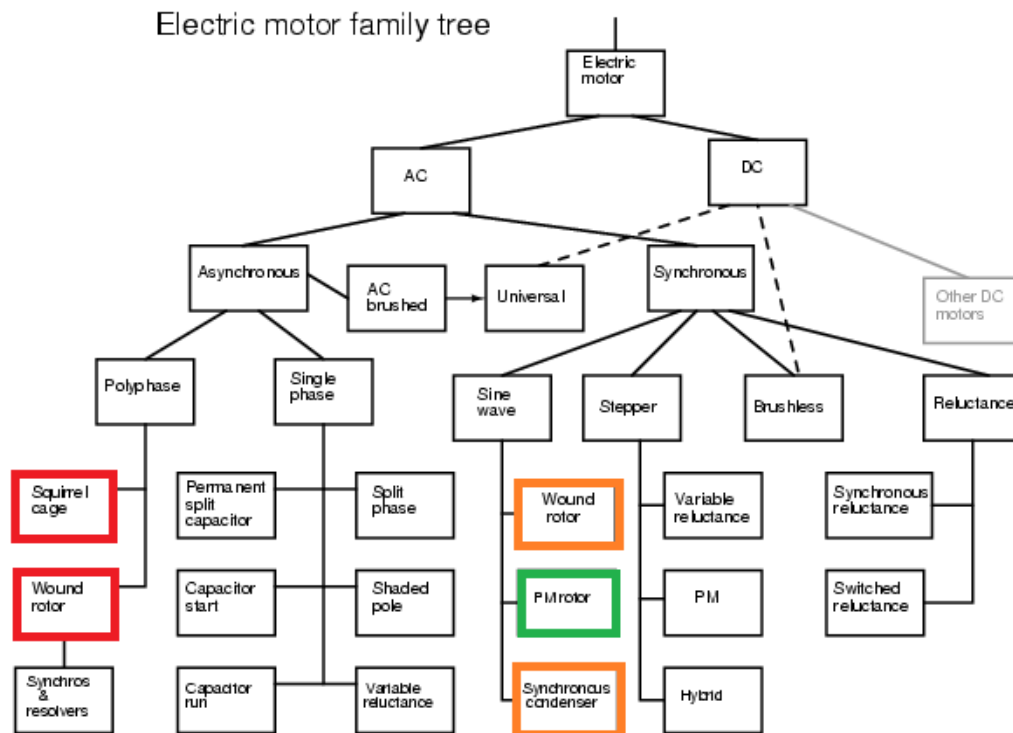 Electric motor family tree
Electric
motor
AC
DC
Asynchronous
AC
brushed
Universal
Synchronous
Other DC
motors
Polyphase
Single
phase
Sine
wave
Stepper
Brushless
Reluctance
Squirrel
cage
Permanent
split
capacitor
Split
phase
Wound
rotor
Variable
reluctance
Synchronous
reluctance
Wound
rotor
Capacitor
start
Shaded
pole
PM rotor
PM
Switched
reluctance
Synchros
&
resolvers
Capacitor
run
Variable
reluctance
Synchroncus
condenser
Hybrid